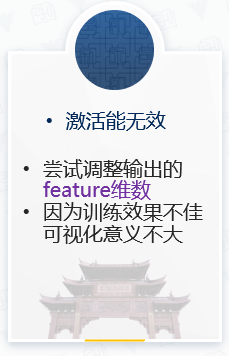 • 激活能无效
• 尝试调整输出的
feature维数
• 因为训练效果不佳
可视化意义不大